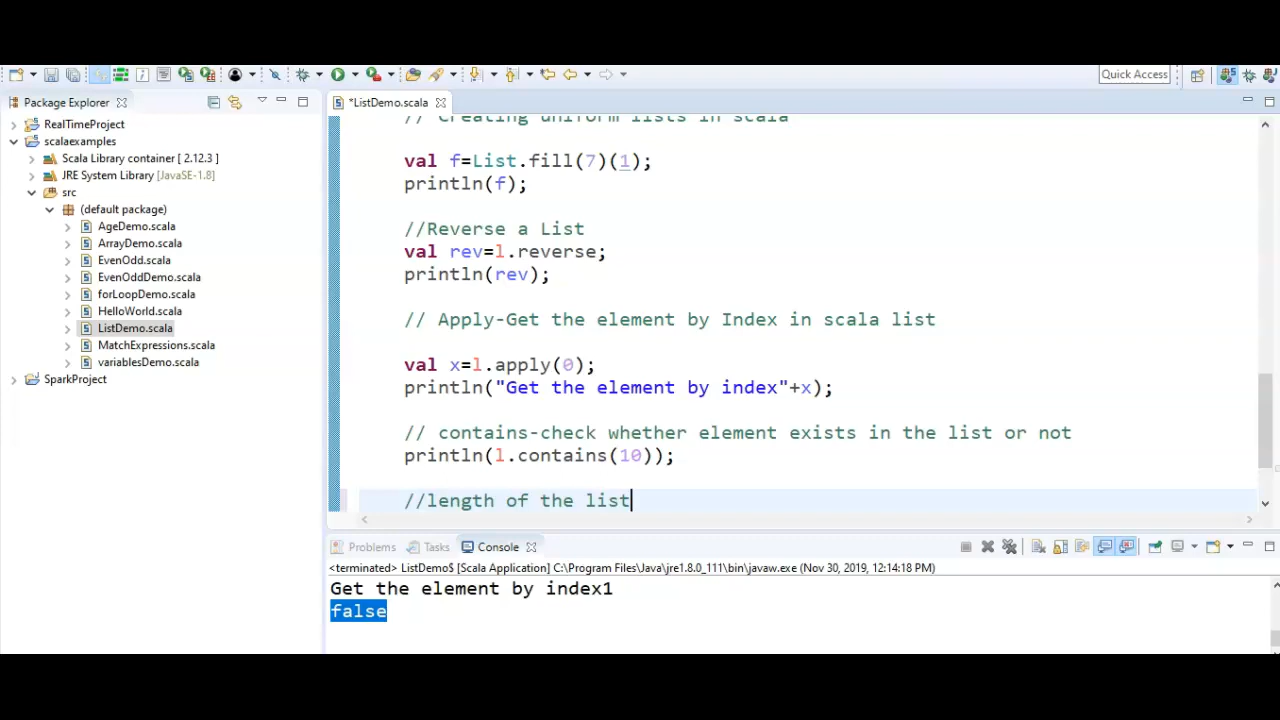 Quick Access
Package Explorer
*ListDemo.scala
RealTimeProject
scalaexamples
Scala Library container [ 2.12.3 ]
JRE System Library [JavaSE-1.8]
src
(default package)
AgeDemo.scala
ArrayDemo.scala
EvenOdd.scala
EvenOddDemo.scala
forLoopDemo.scala
HelloWorld.scala
ListDemo.scala
MatchExpressions.scala
variablesDemo.scala
SparkProject
// Creating uniform lists in scala
val f=List.fill(7)(1);
println(f);
//Reverse a List
val rev=l.reverse;
println(rev);
// Apply-Get the element by Index in scala list
val x=l.apply(0);
println("Get the element by index"+x);
// contains-check whether element exists in the list or not
println(l.contains(10));
//length of the list
Problems Tasks Console
<terminated> ListDemo$ [Scala Application] C:\Program Files\Java\jre1.8.0_111\bin\javaw.exe (Nov 30, 2019, 12:14:18 PM)
Get the element by index1
false